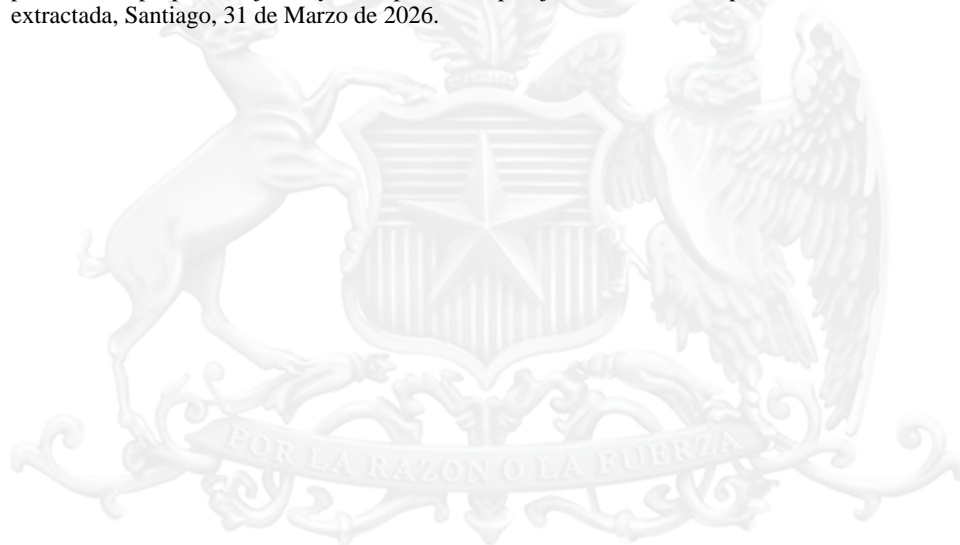 extractada, Santiago, 31 de Marzo de 2026.
POR LA RAZON O LA FUERZA